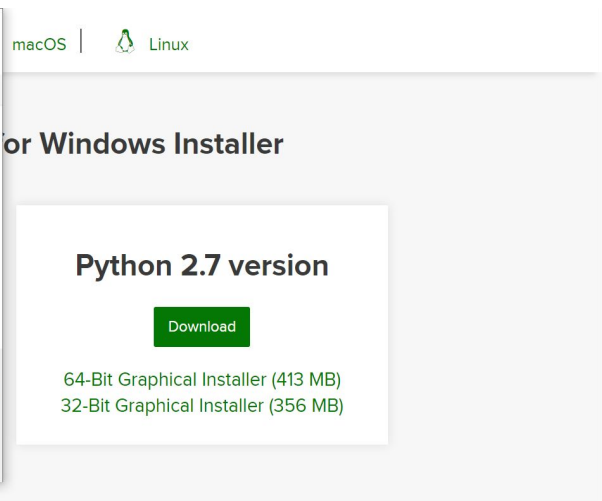 macOS | Linux
for Windows Installer
Python 2.7 version
Download
64-Bit Graphical Installer (413 MB)
32-Bit Graphical Installer (356 MB)